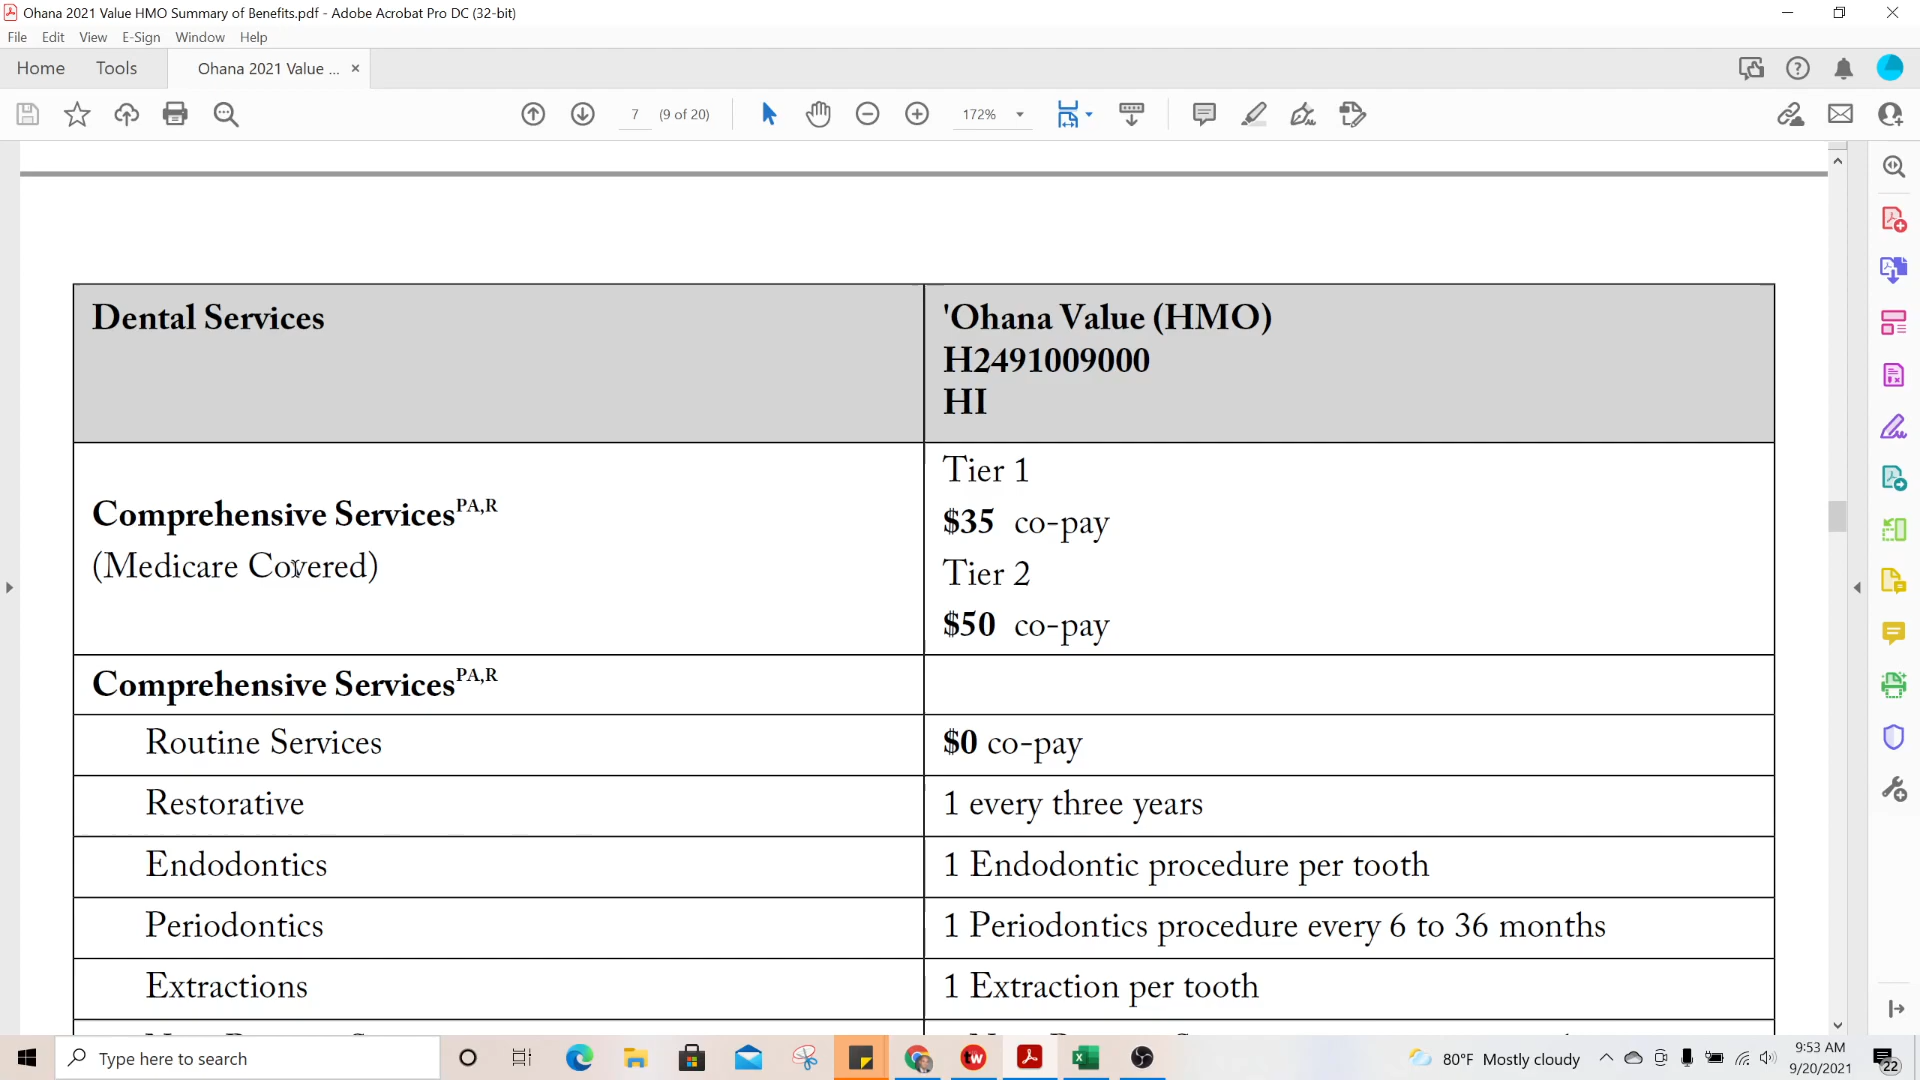 Ohana 2021 Value HMO Summary of Benefits.pdf - Adobe Acrobat Pro DC (32-bit)
File Edit View E-Sign Window Help
Home Tools Ohana 2021 Value ... ×
7 (9 of 20) 172%
Dental Services
'Ohana Value (HMO)
H2491009000
HI
Comprehensive ServicesPA,R
(Medicare Covered)
Tier 1
$35 co-pay
Tier 2
$50 co-pay
Comprehensive ServicesPA,R
Routine Services
$0 co-pay
Restorative
1 every three years
Endodontics
1 Endodontic procedure per tooth
Periodontics
1 Periodontics procedure every 6 to 36 months
Extractions
1 Extraction per tooth
Type here to search
tw
80°F Mostly cloudy
9:53 AM
9/20/2021
22